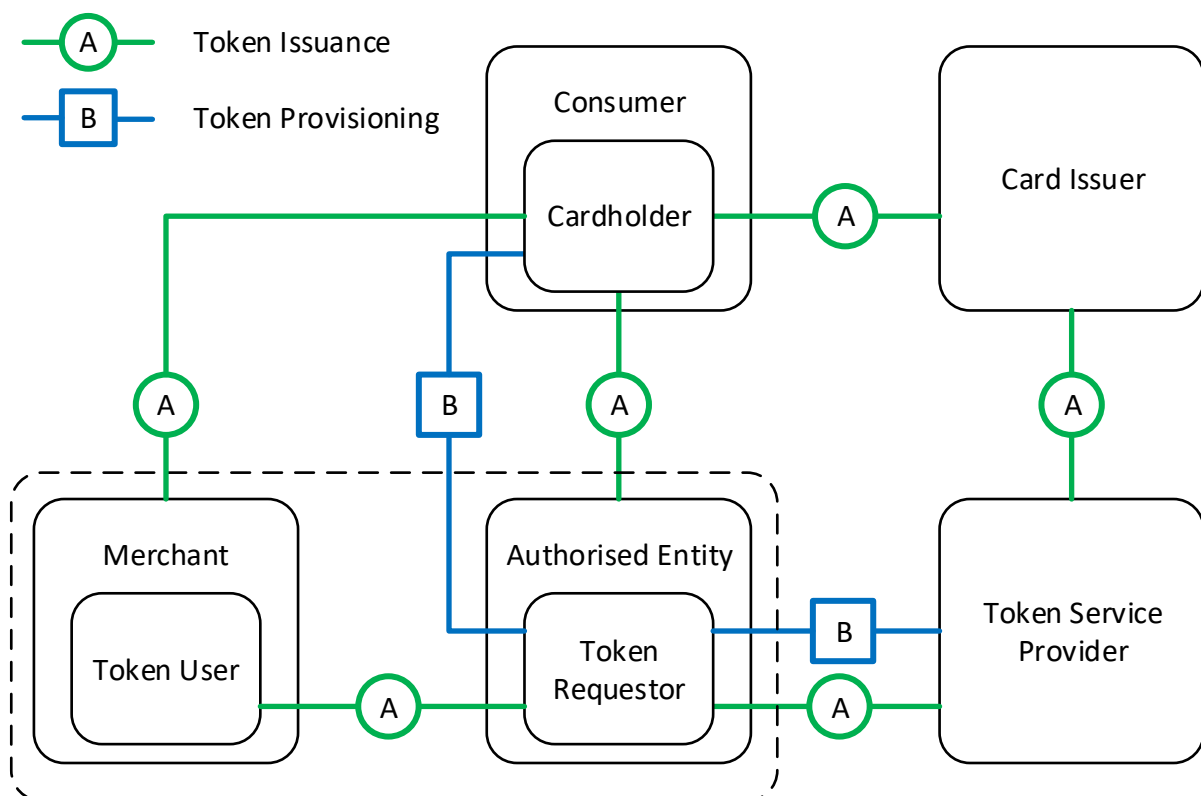 A Token Issuance
B Token Provisioning
Consumer
Cardholder
A
Card Issuer
A
B
A
A
Merchant
Token User
A
Authorised Entity
Token
Requestor
B
A
Token Service
Provider